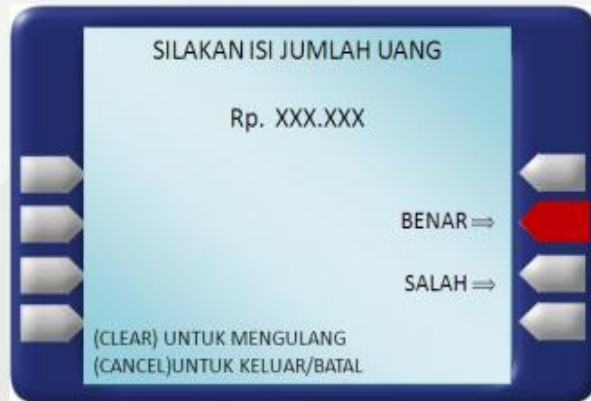 SILAKAN ISI JUMLAH UANG
Rp. XXX.XXX
BENAR ⇒
SALAH ⇒
(CLEAR) UNTUK MENGULANG
(CANCEL)UNTUK KELUAR/BATAL